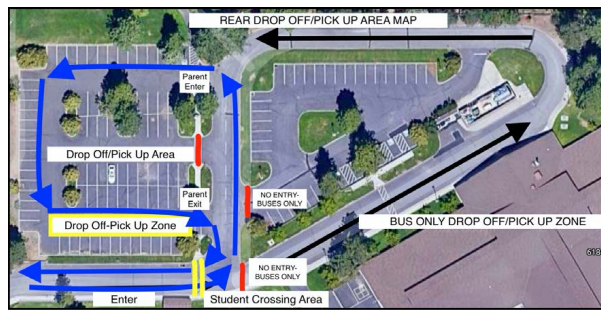 REAR DROP OFF/PICK UP AREA MAP
Parent
Enter
Drop Off/Pick Up Area
Parent
Exit
NO ENTRY-
BUSES ONLY
Drop Off-Pick Up Zone
BUS ONLY DROP OFF/PICK UP ZONE
618
NO ENTRY-
BUSES ONLY
Enter
Student Crossing Area